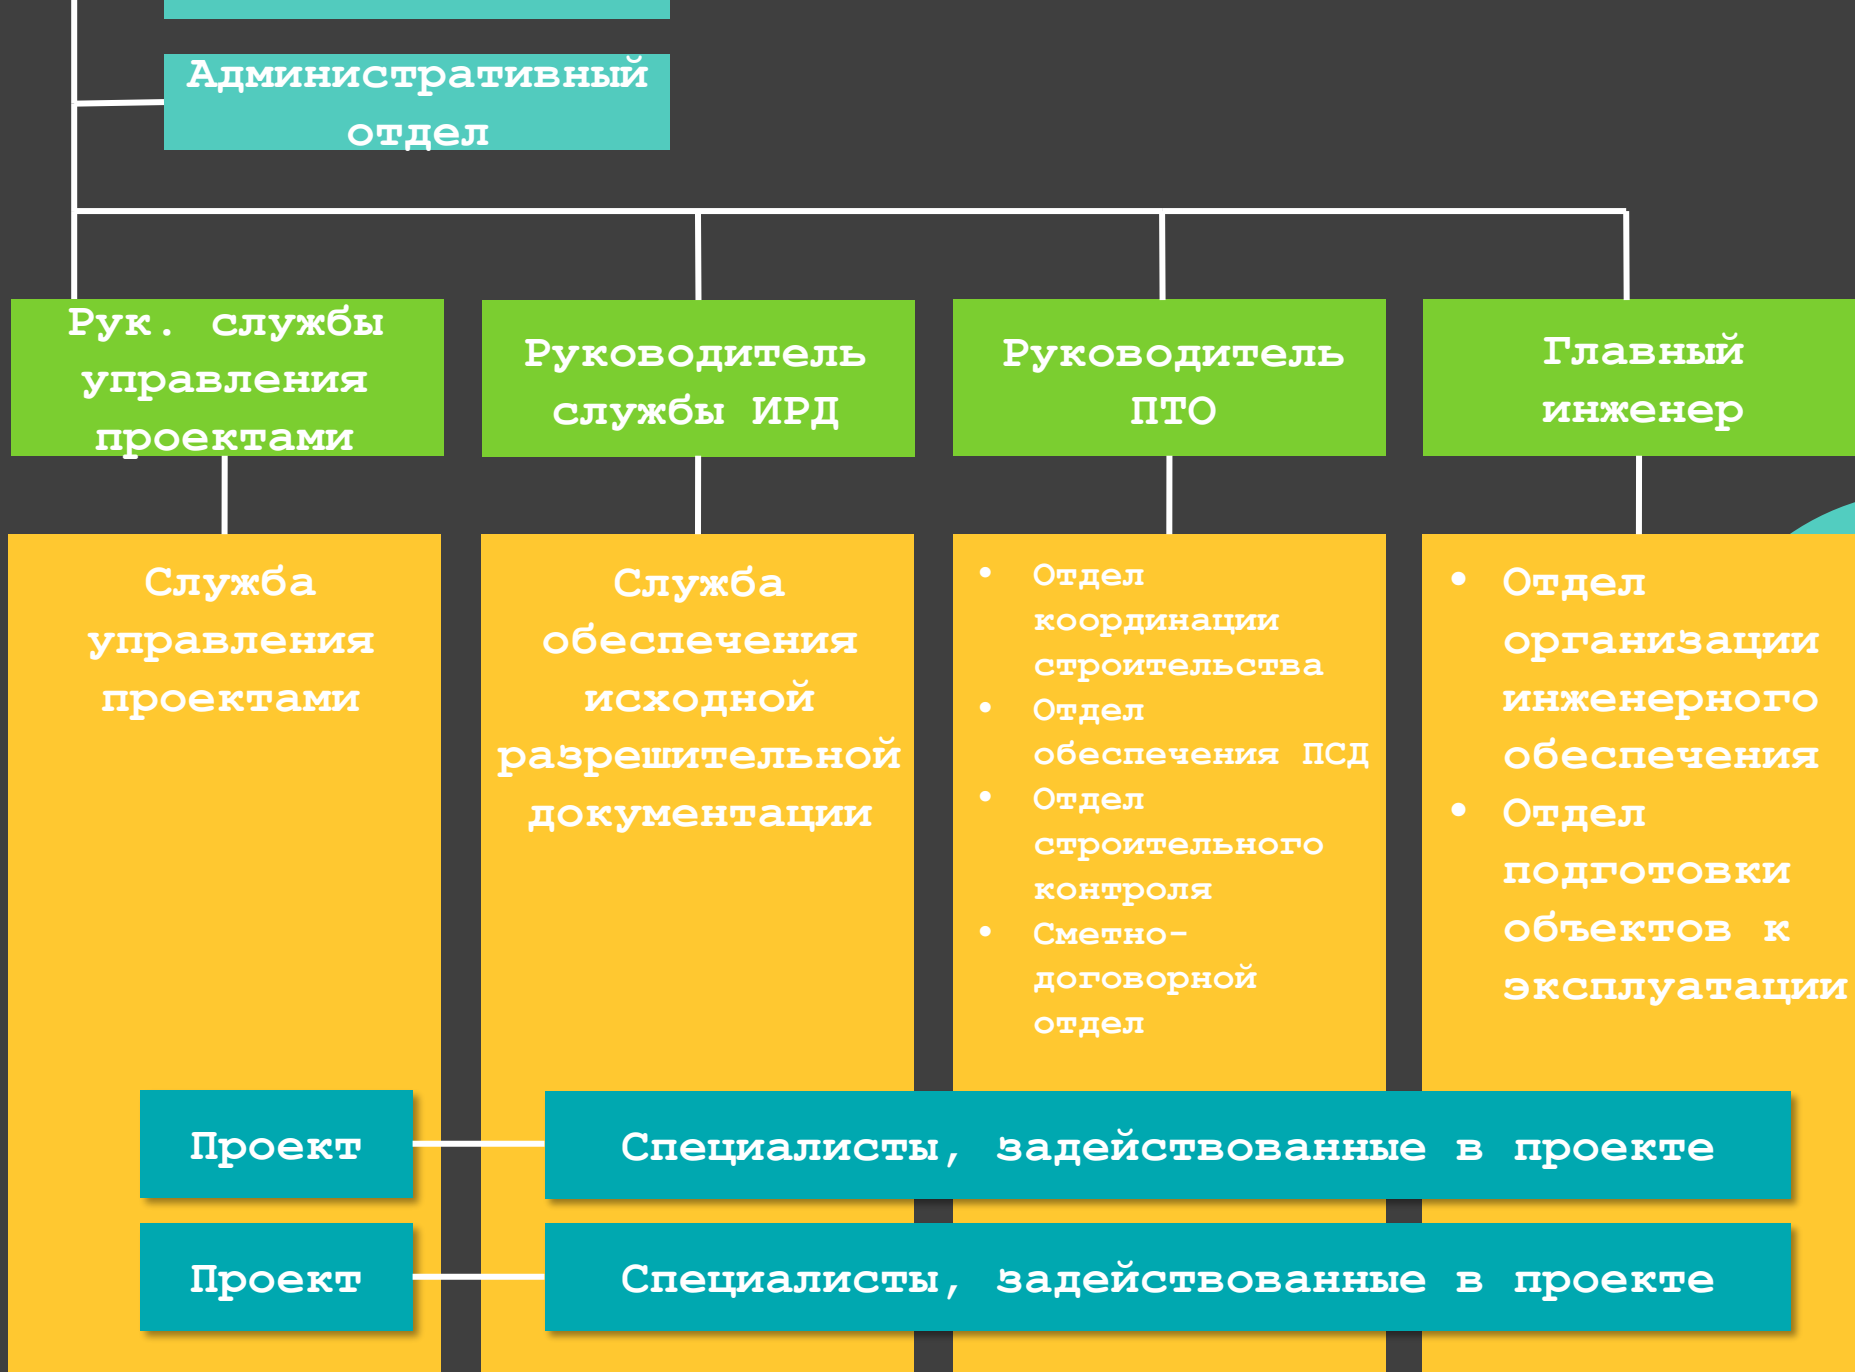 Административный
отдел
Рук. службы
управления
проектами
Руководитель
службы ИРД
Руководитель
ПТО
Главный
инженер
Служба
управления
проектами
Служба
обеспечения
исходной
разрешительной
документации
• Отдел
координации
строительства
• Отдел
обеспечения ПСД
• Отдел
строительного
контроля
• Сметно-
договорной
отдел
• Отдел
организации
инженерного
обеспечения
• Отдел
подготовки
объектов к
эксплуатации
Проект
Специалисты, задействованные в проекте
Проект
Специалисты, задействованные в проекте